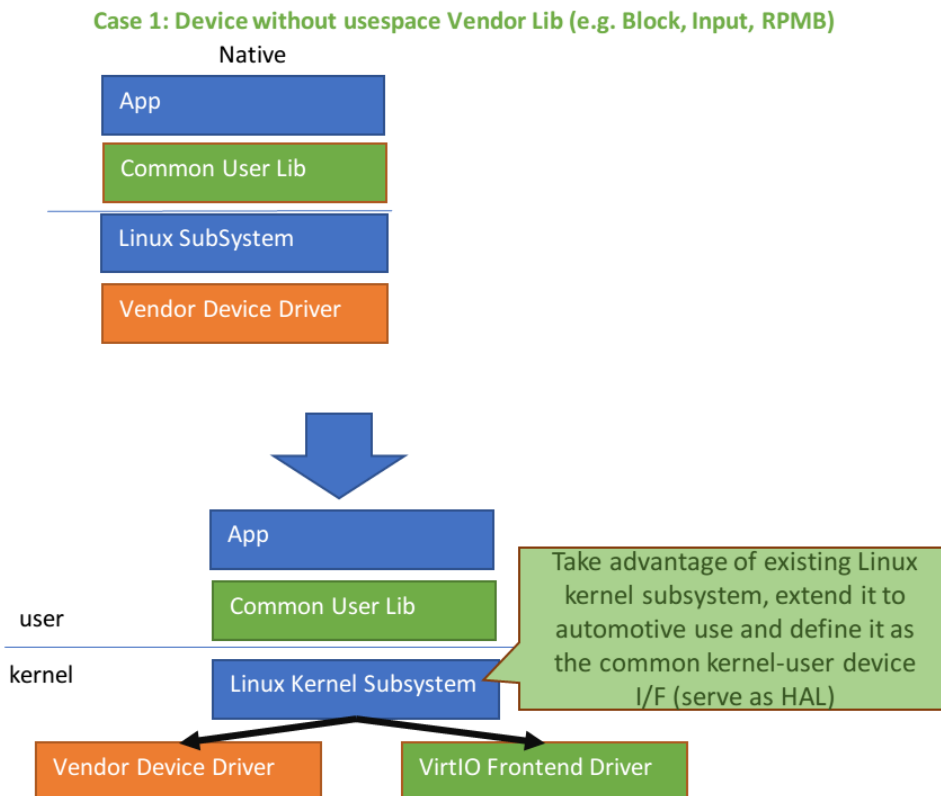 Case 1: Device without usespace Vendor Lib (e.g. Block, Input, RPMB)
Native
App
Common User Lib
Linux SubSystem
Vendor Device Driver
App
Common User Lib
user
kernel
Linux Kernel Subsystem
Take advantage of existing Linux
kernel subsystem, extend it to
automotive use and define it as
the common kernel-user device
I/F (serve as HAL)
Vendor Device Driver
VirtIO Frontend Driver